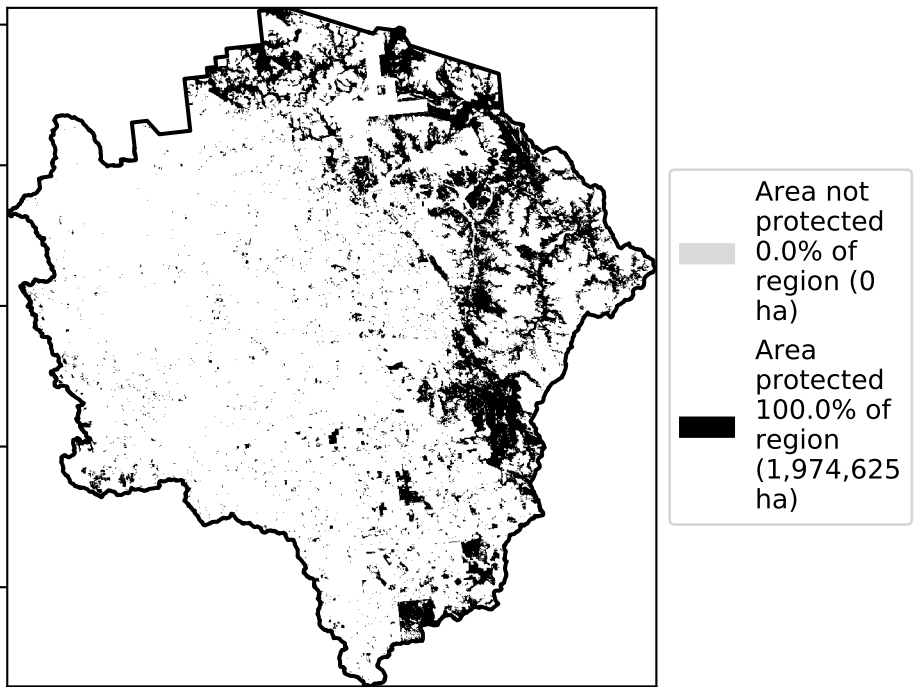 Area not
protected
0.0% of
region (0
ha)
Area
protected
100.0% of
region
(1,974,625
ha)